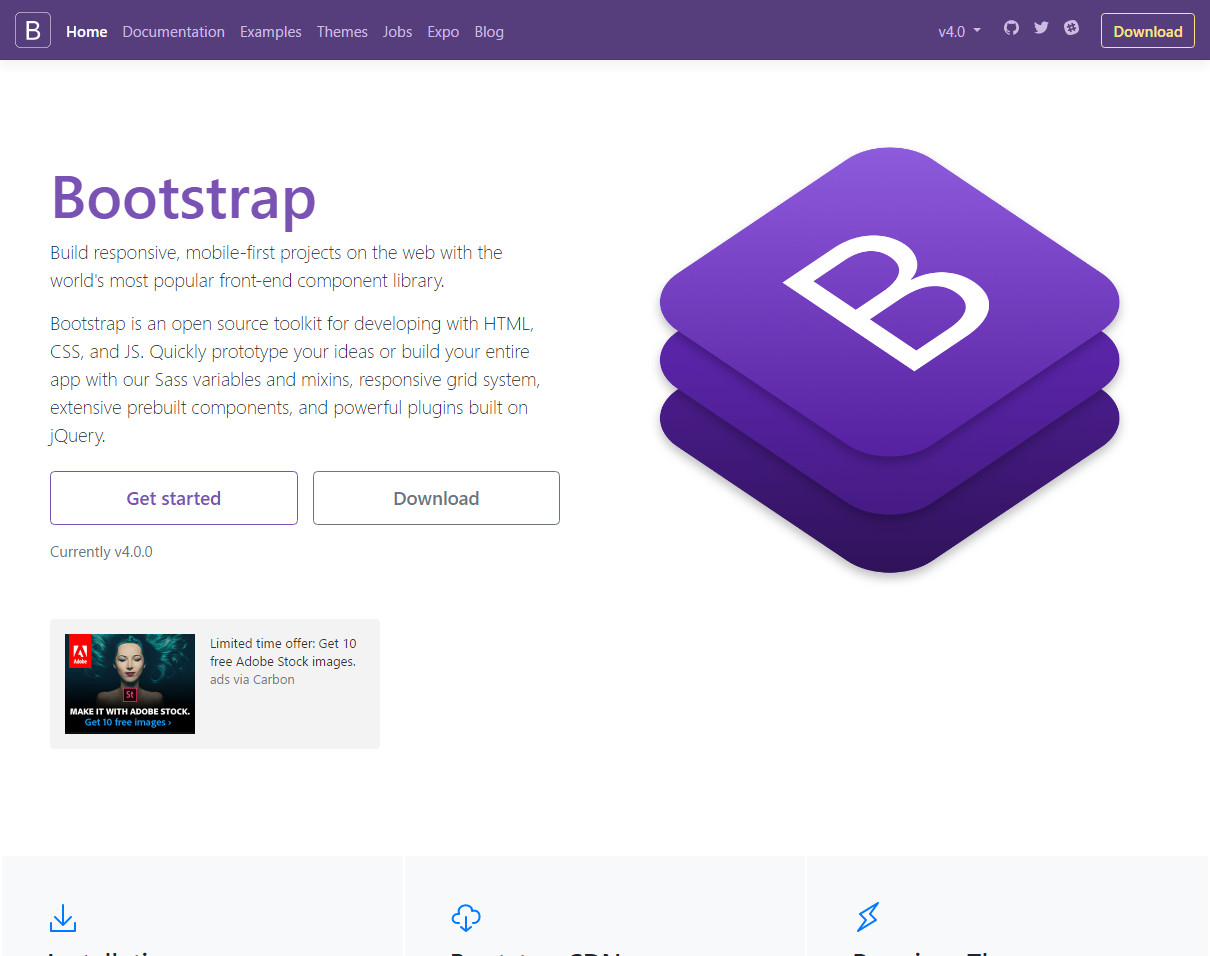 B Home Documentation Examples Themes Jobs Expo Blog v4.0 Download
Bootstrap
Build responsive, mobile-first projects on the web with the
world's most popular front-end component library.
Bootstrap is an open source toolkit for developing with HTML,
CSS, and JS. Quickly prototype your ideas or build your entire
app with our Sass variables and mixins, responsive grid system,
extensive prebuilt components, and powerful plugins built on
jQuery.
Get started Download
Currently v4.0.0
B
Adobe
St
MAKE IT WITH ADOBE STOCK.
Get 10 free images ›
Limited time offer: Get 10
free Adobe Stock images.
ads via Carbon
Installation
Bootstrap CDN